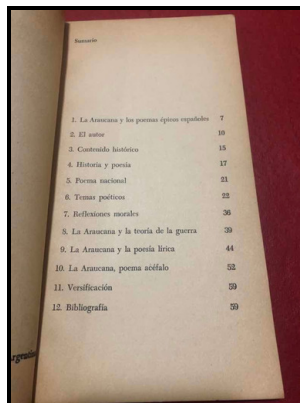 Sumario
1. La Araucana y los poemas épicos españoles 7
2. El autor 10
3. Contenido histórico 15
4. Historia y poesía 17
5. Poema nacional 21
6. Temas poéticos 22
7. Reflexiones morales 36
8. La Araucana y la teoría de la guerra 39
9. La Araucana y la poesía lírica 44
10. La Araucana, poema acéfalo 52
11. Versificación 59
12. Bibliografía 59